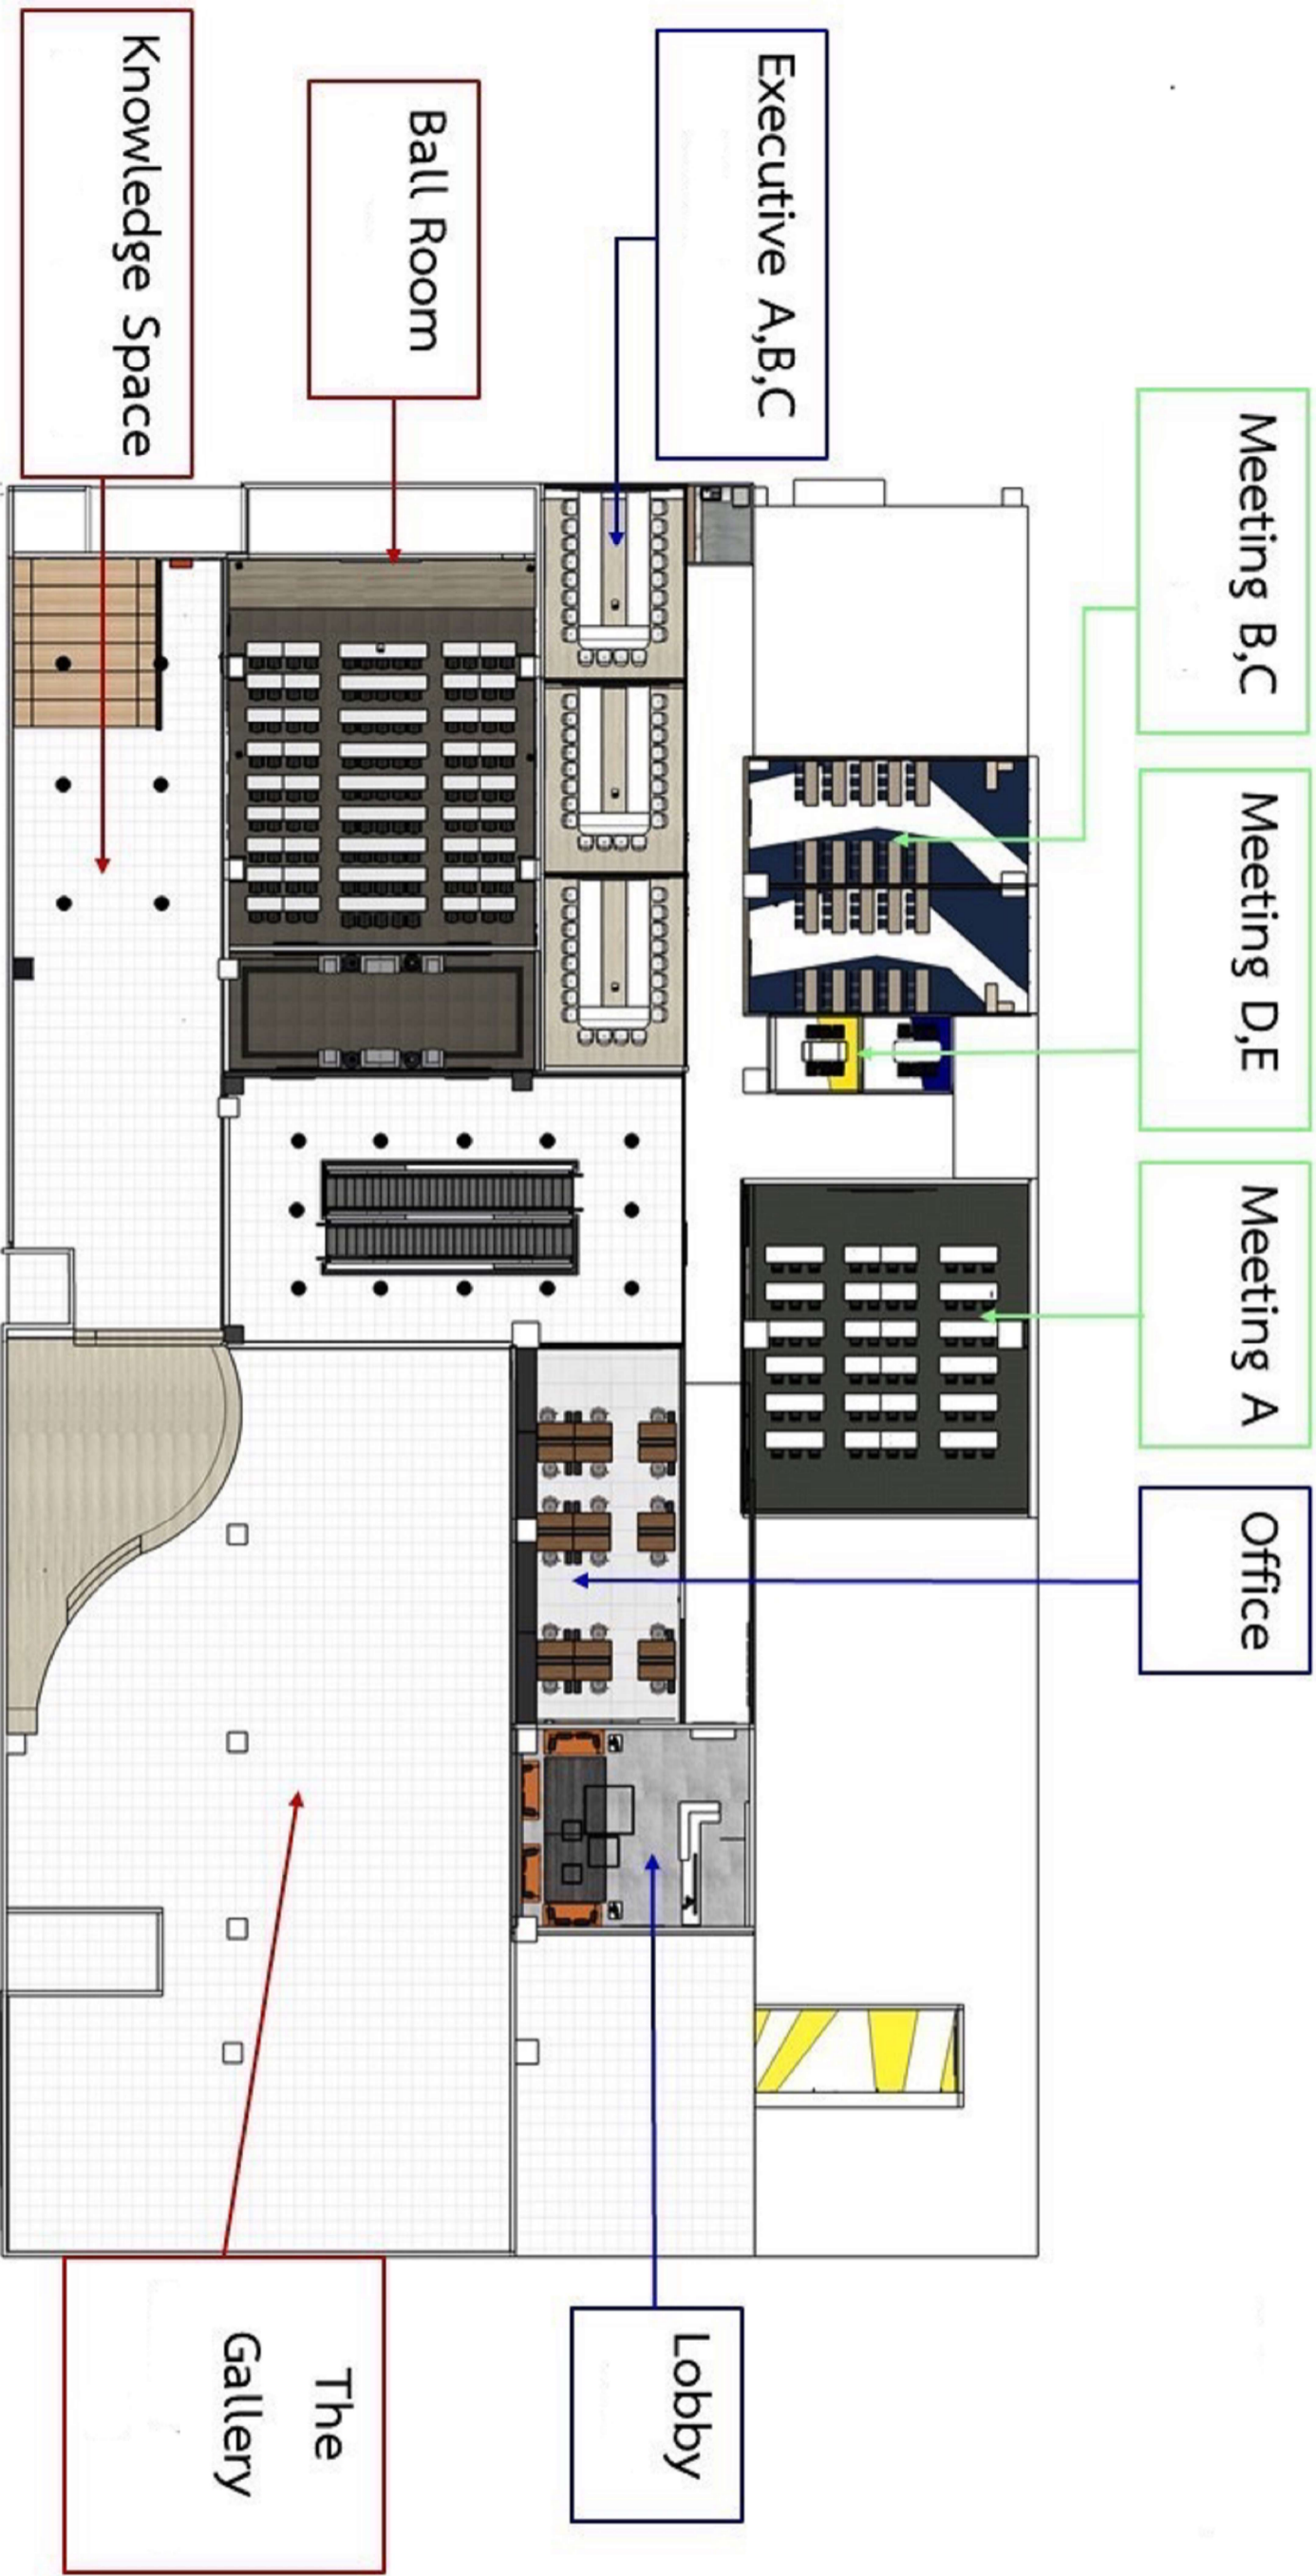 Meeting B,C
Meeting D,E
Meeting A
Office
Executive A,B,C
Ball Room
Knowledge Space
Lobby
The
Gallery